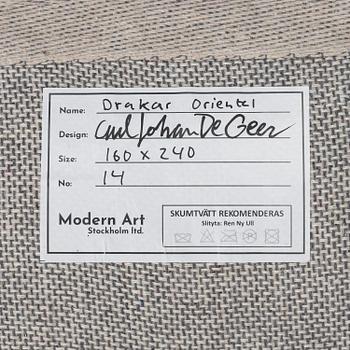 Name: Drakar Orientel
Design: Carl Johan De Geer
Size: 160 x 240
No: 14
Modern Art
Stockholm ltd.
SKUMTVÄTT REKOMENDERAS
Slityta: Ren Ny Ull